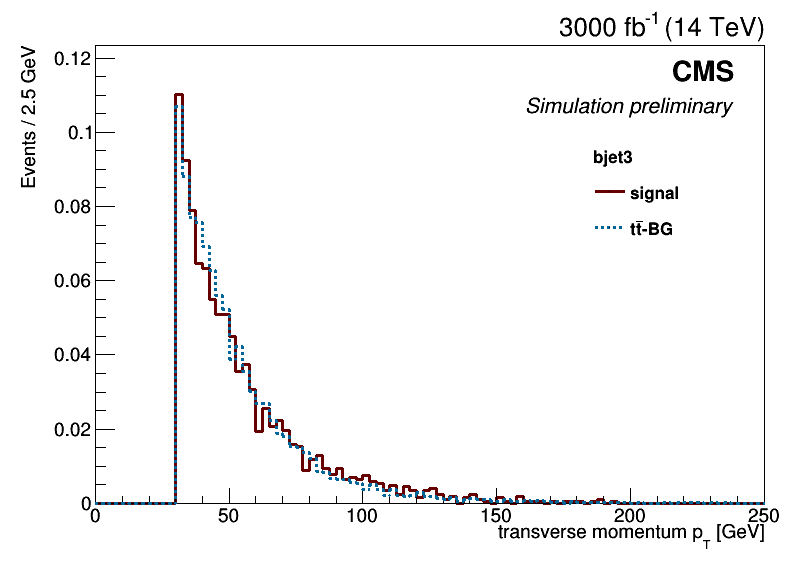 3000 fb⁻¹ (14 TeV)
Events / 2.5 GeV
0.12
0.1
0.08
0.06
0.04
0.02
0
CMS
Simulation preliminary
bjet3
signal
tt̄-BG
0 50 100 150 200 250
transverse momentum p_T [GeV]